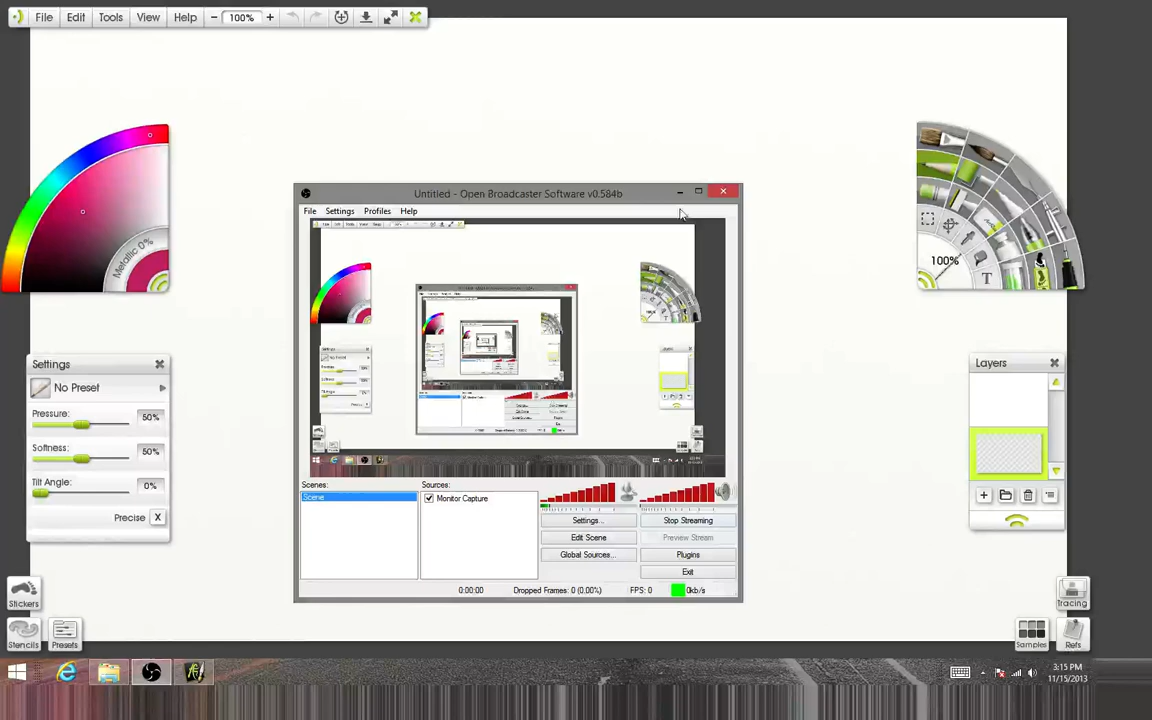 File Edit Tools View Help 100%
Metallic 0%
100%
T
Untitled - Open Broadcaster Software v0.584b
File Settings Profiles Help
Settings
No Preset
Pressure: 50%
Softness: 50%
Tilt Angle: 0%
Precise X
Layers
Scenes:
Scene
Sources:
Monitor Capture
Settings... Stop Streaming
Edit Scene Preview Stream
Global Sources... Plugins
Exit
0:00:00 Dropped Frames: 0 (0.00%) FPS: 0 0kb/s
Stickers
Stencils Presets
Tracing
Samples Refs
3:15 PM
11/15/2013